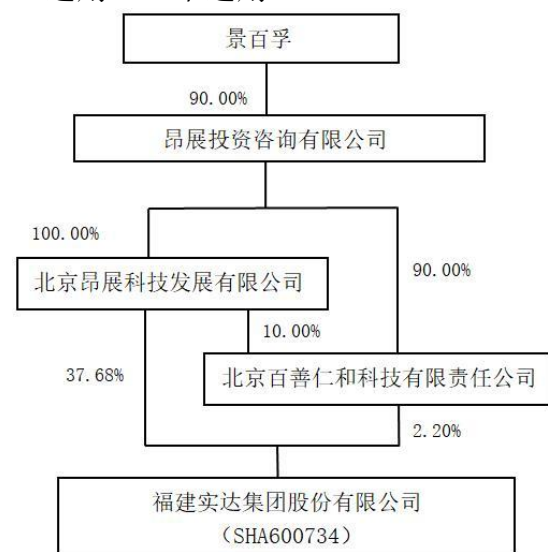 景百孚
90.00%
昂展投资咨询有限公司
100.00%
90.00%
北京昂展科技发展有限公司
10.00%
37.68%
北京百善仁和科技有限责任公司
2.20%
福建实达集团股份有限公司
（SHA600734）